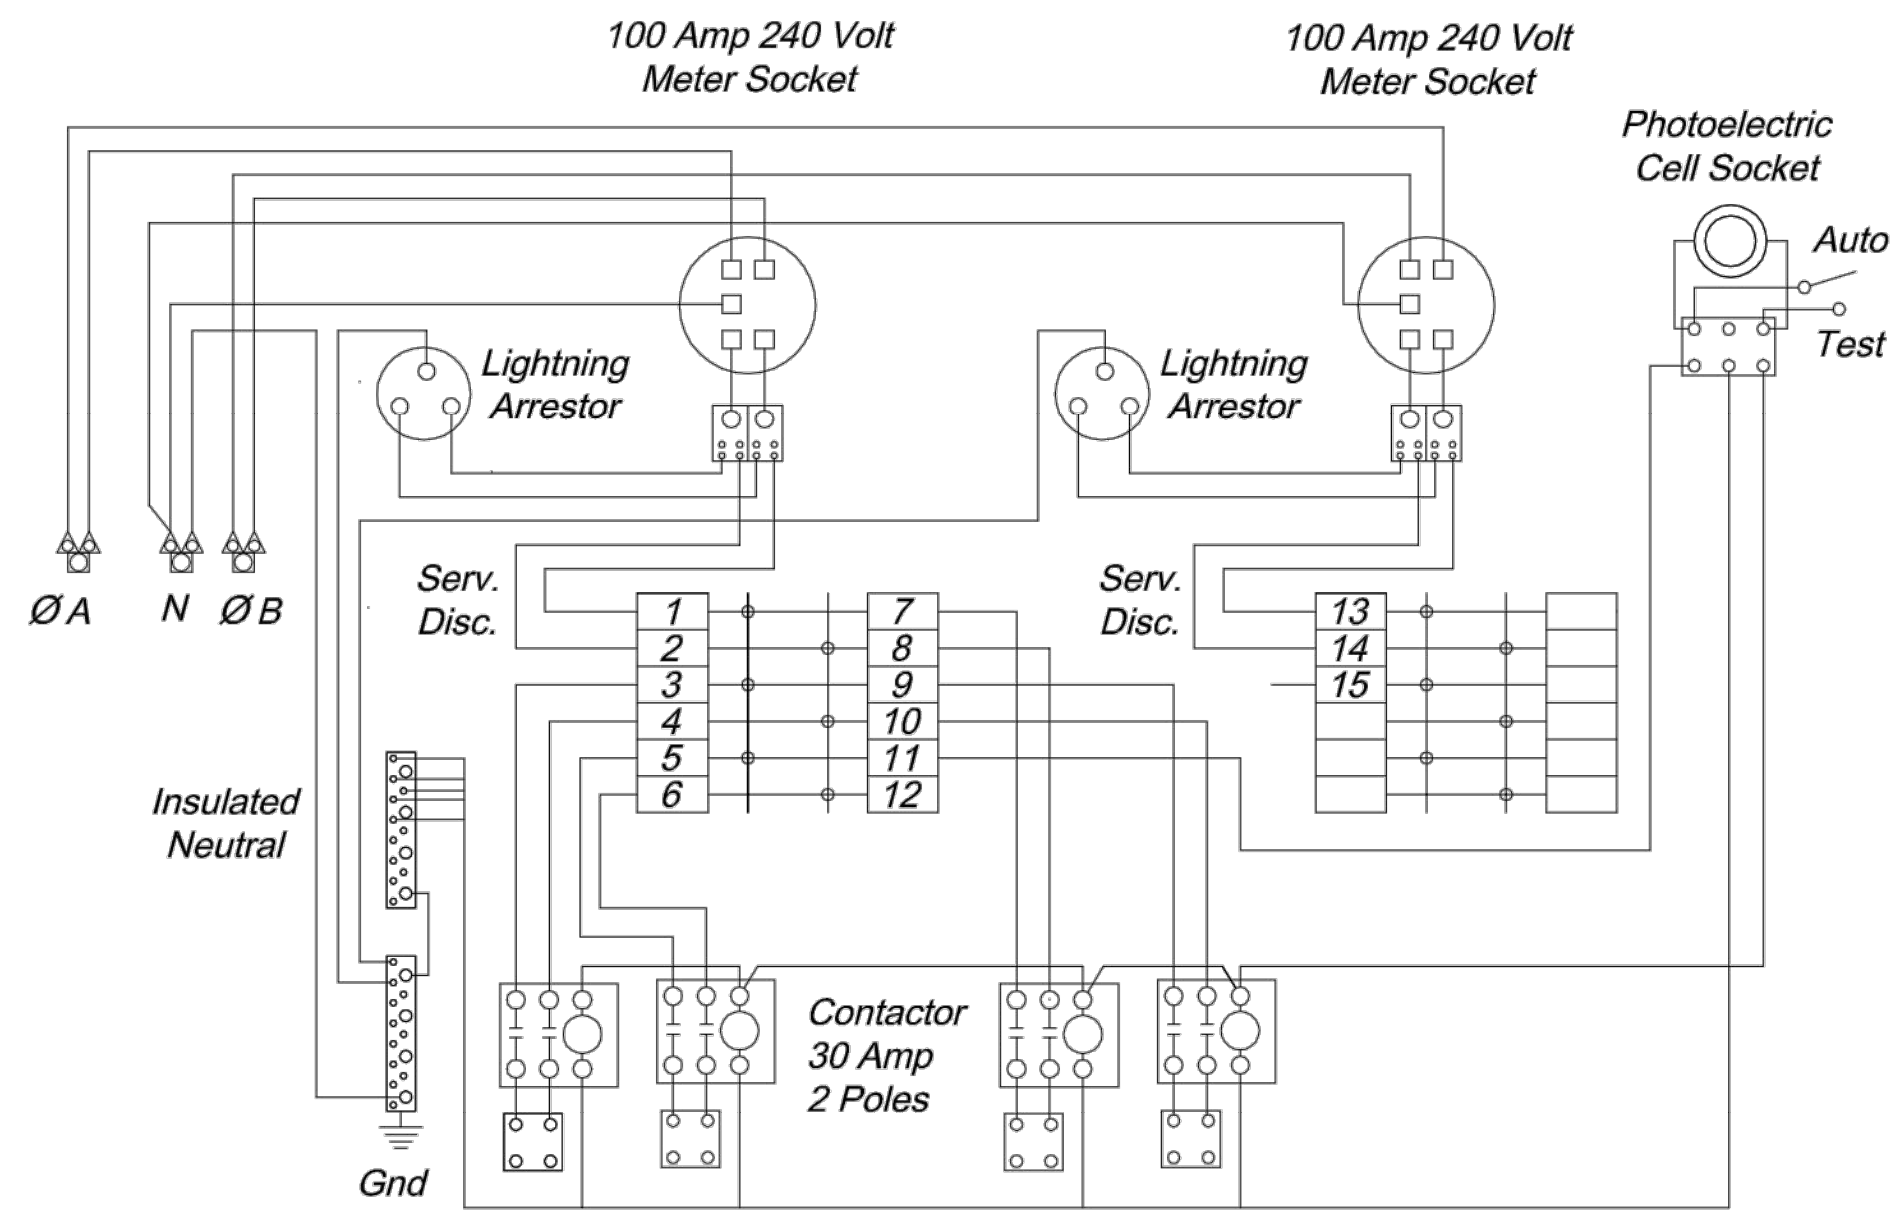 100 Amp 240 Volt
Meter Socket
100 Amp 240 Volt
Meter Socket
Photoelectric
Cell Socket
Auto
Test
Lightning
Arrestor
Lightning
Arrestor
ØA
N
ØB
Serv.
Disc.
1
2
3
4
5
6
7
8
9
10
11
12
Serv.
Disc.
13
14
15
Insulated
Neutral
Contactor
30 Amp
2 Poles
Gnd